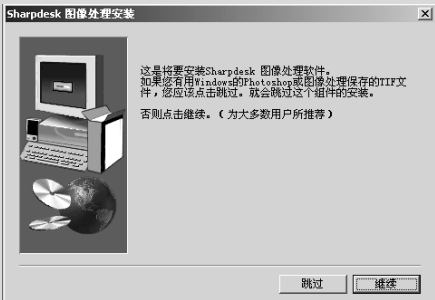 Sharpdesk 图像处理安装
这是将要安装Sharpdesk 图像处理软件。
如果您有用Windows的Photoshop或图像处理保存的TIF文
件，您应该点击跳过。就会跳过这个组件的安装。
否则点击继续。（为大多数用户所推荐）
跳过
继续